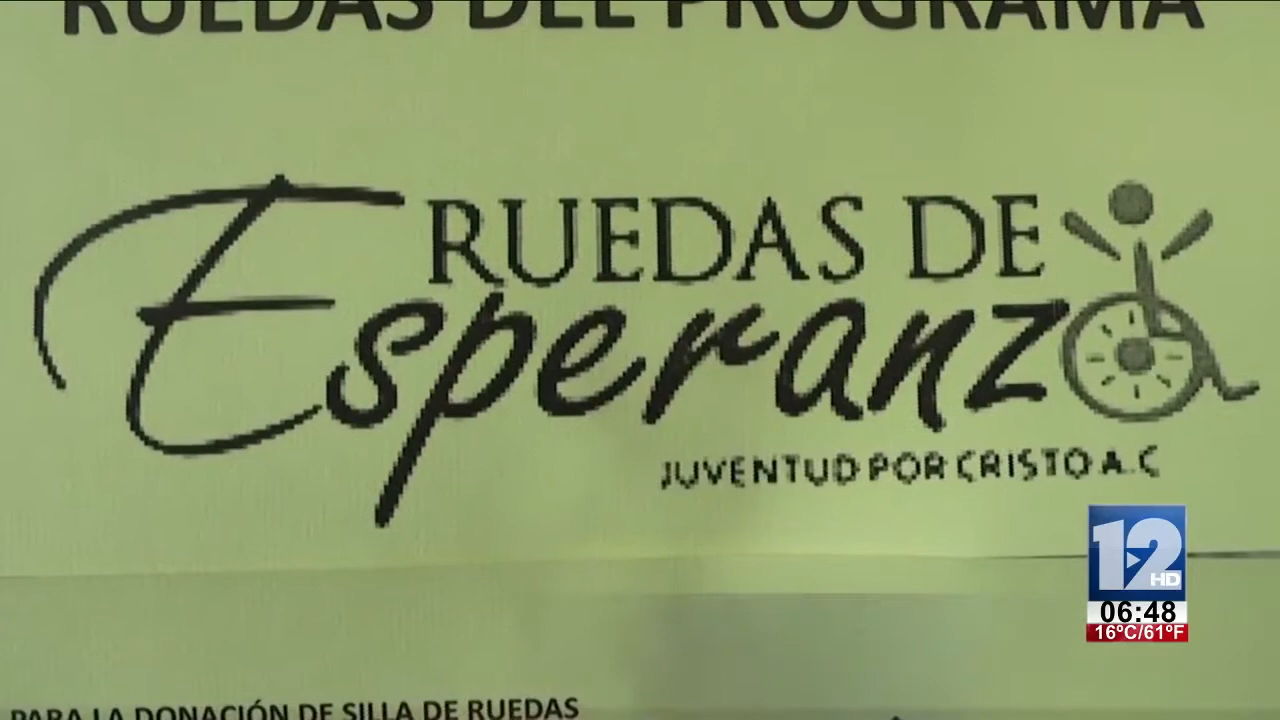 RUEDAS DEL PROGRAMA
RUEDAS DE
Esperanza
JUVENTUD POR CRISTO A.C
12
HD
06:48
16°C/61°F
PARA LA DONACIÓN DE SILLA DE RUEDAS